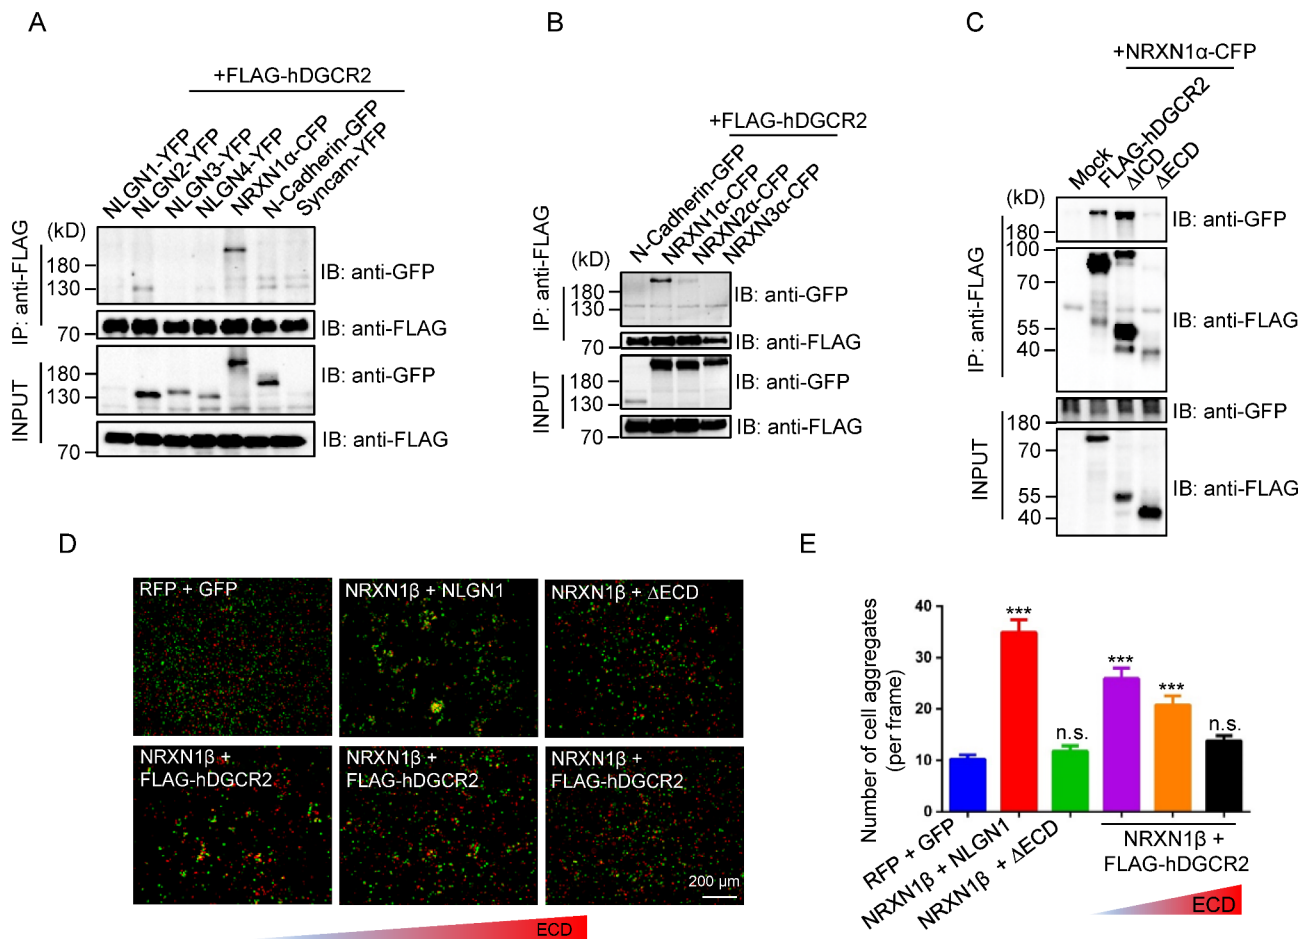 A
+FLAG-hDGCR2
NLGN1-YFP
NLGN2-YFP
NLGN3-YFP
NLGN4-YFP
NRXN1α-CFP
N-Cadherin-GFP
Syncam-YFP
(kD)
IP: anti-FLAG
180
130
IB: anti-GFP
70
IB: anti-FLAG
INPUT
180
130
IB: anti-GFP
70
IB: anti-FLAG
B
+FLAG-hDGCR2
N-Cadherin-GFP
NRXN1α-CFP
NRXN2α-CFP
NRXN3α-CFP
(kD)
IP: anti-FLAG
180
130
IB: anti-GFP
70
IB: anti-FLAG
INPUT
180
130
IB: anti-GFP
70
IB: anti-FLAG
C
+NRXN1α-CFP
Mock
FLAG-hDGCR2
ΔICD
ΔECD
(kD)
IP: anti-FLAG
180
IB: anti-GFP
100
70
55
40
IB: anti-FLAG
INPUT
180
IB: anti-GFP
70
55
40
IB: anti-FLAG
D
RFP + GFP
NRXN1β + NLGN1
NRXN1β + ΔECD
NRXN1β +
FLAG-hDGCR2
NRXN1β +
FLAG-hDGCR2
NRXN1β +
FLAG-hDGCR2
200 μm
ECD
E
Number of cell aggregates
(per frame)
40
30
20
10
0
***
n.s.
***
***
n.s.
RFP + GFP
NRXN1β + NLGN1
NRXN1β + ΔECD
NRXN1β +
FLAG-hDGCR2
ECD